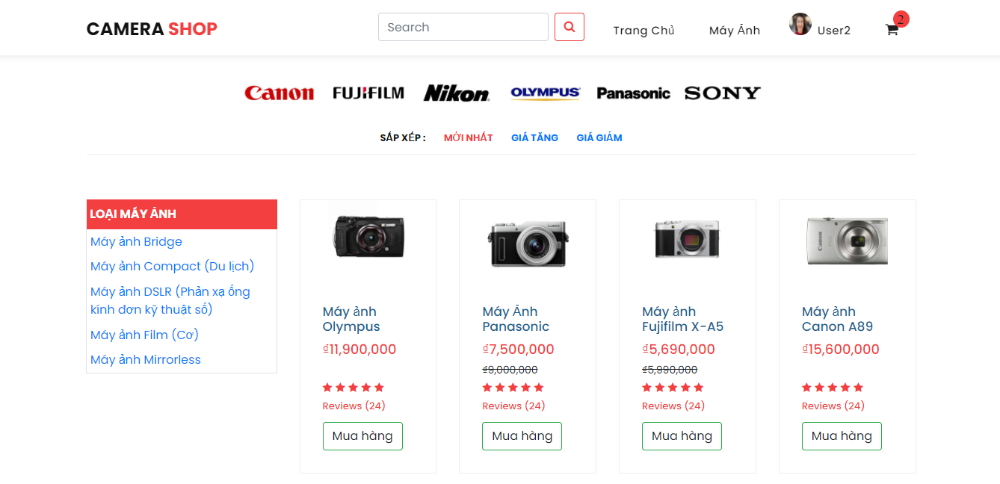 CAMERA SHOP
Search
Trang Chủ
Máy Ảnh
User2
2
Canon
FUJIFILM
Nikon
OLYMPUS
Panasonic
SONY
SẮP XẾP :
MỚI NHẤT
GIÁ TĂNG
GIÁ GIẢM
LOẠI MÁY ẢNH
Máy ảnh Bridge
Máy ảnh Compact (Du lịch)
Máy ảnh DSLR (Phản xạ ống
kính đơn kỹ thuật số)
Máy ảnh Film (Cơ)
Máy ảnh Mirrorless
Máy ảnh
Olympus
₫11,900,000
Reviews (24)
Mua hàng
LUMIX
Máy Ảnh
Panasonic
₫7,500,000
₫9,000,000
Reviews (24)
Mua hàng
Máy ảnh
Fujifilm X-A5
₫5,690,000
₫5,990,000
Reviews (24)
Mua hàng
Canon
Máy ảnh
Canon A89
₫15,600,000
Reviews (24)
Mua hàng